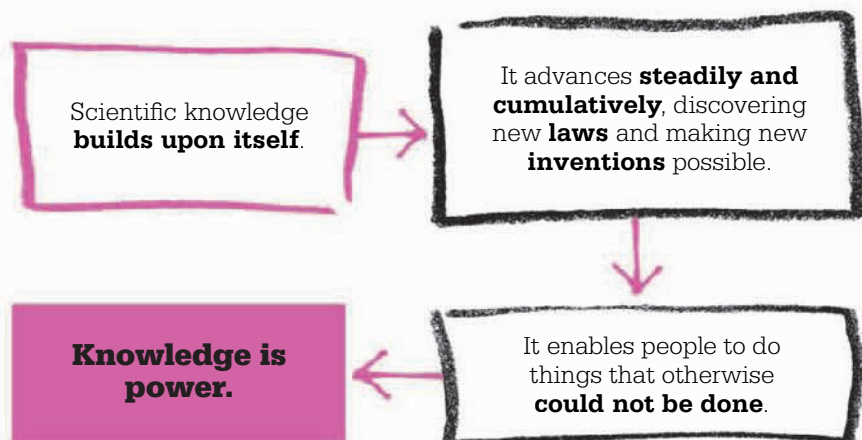 Scientific knowledge
builds upon itself.
It advances steadily and
cumulatively, discovering
new laws and making new
inventions possible.
It enables people to do
things that otherwise
could not be done.
Knowledge is
power.